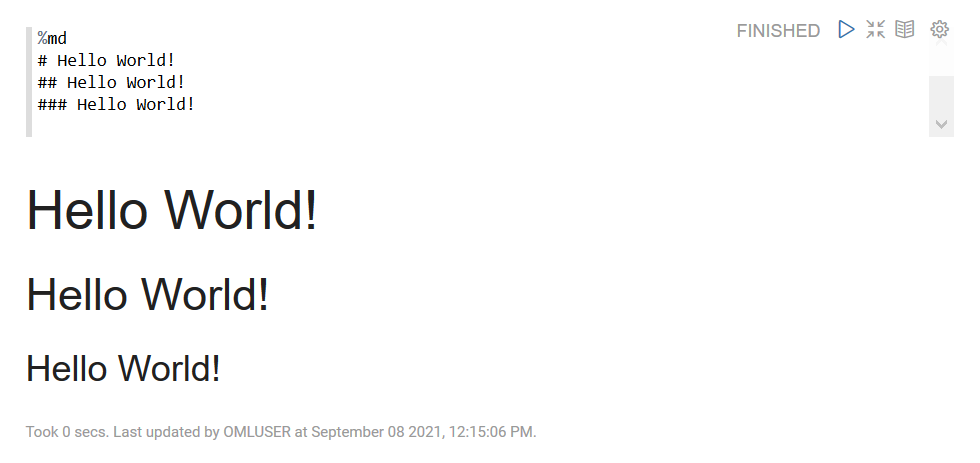 %md
FINISHED
# Hello World!
## Hello World!
### Hello World!
Hello World!
Hello World!
Hello World!
Took 0 secs. Last updated by OMLUSER at September 08 2021, 12:15:06 PM.